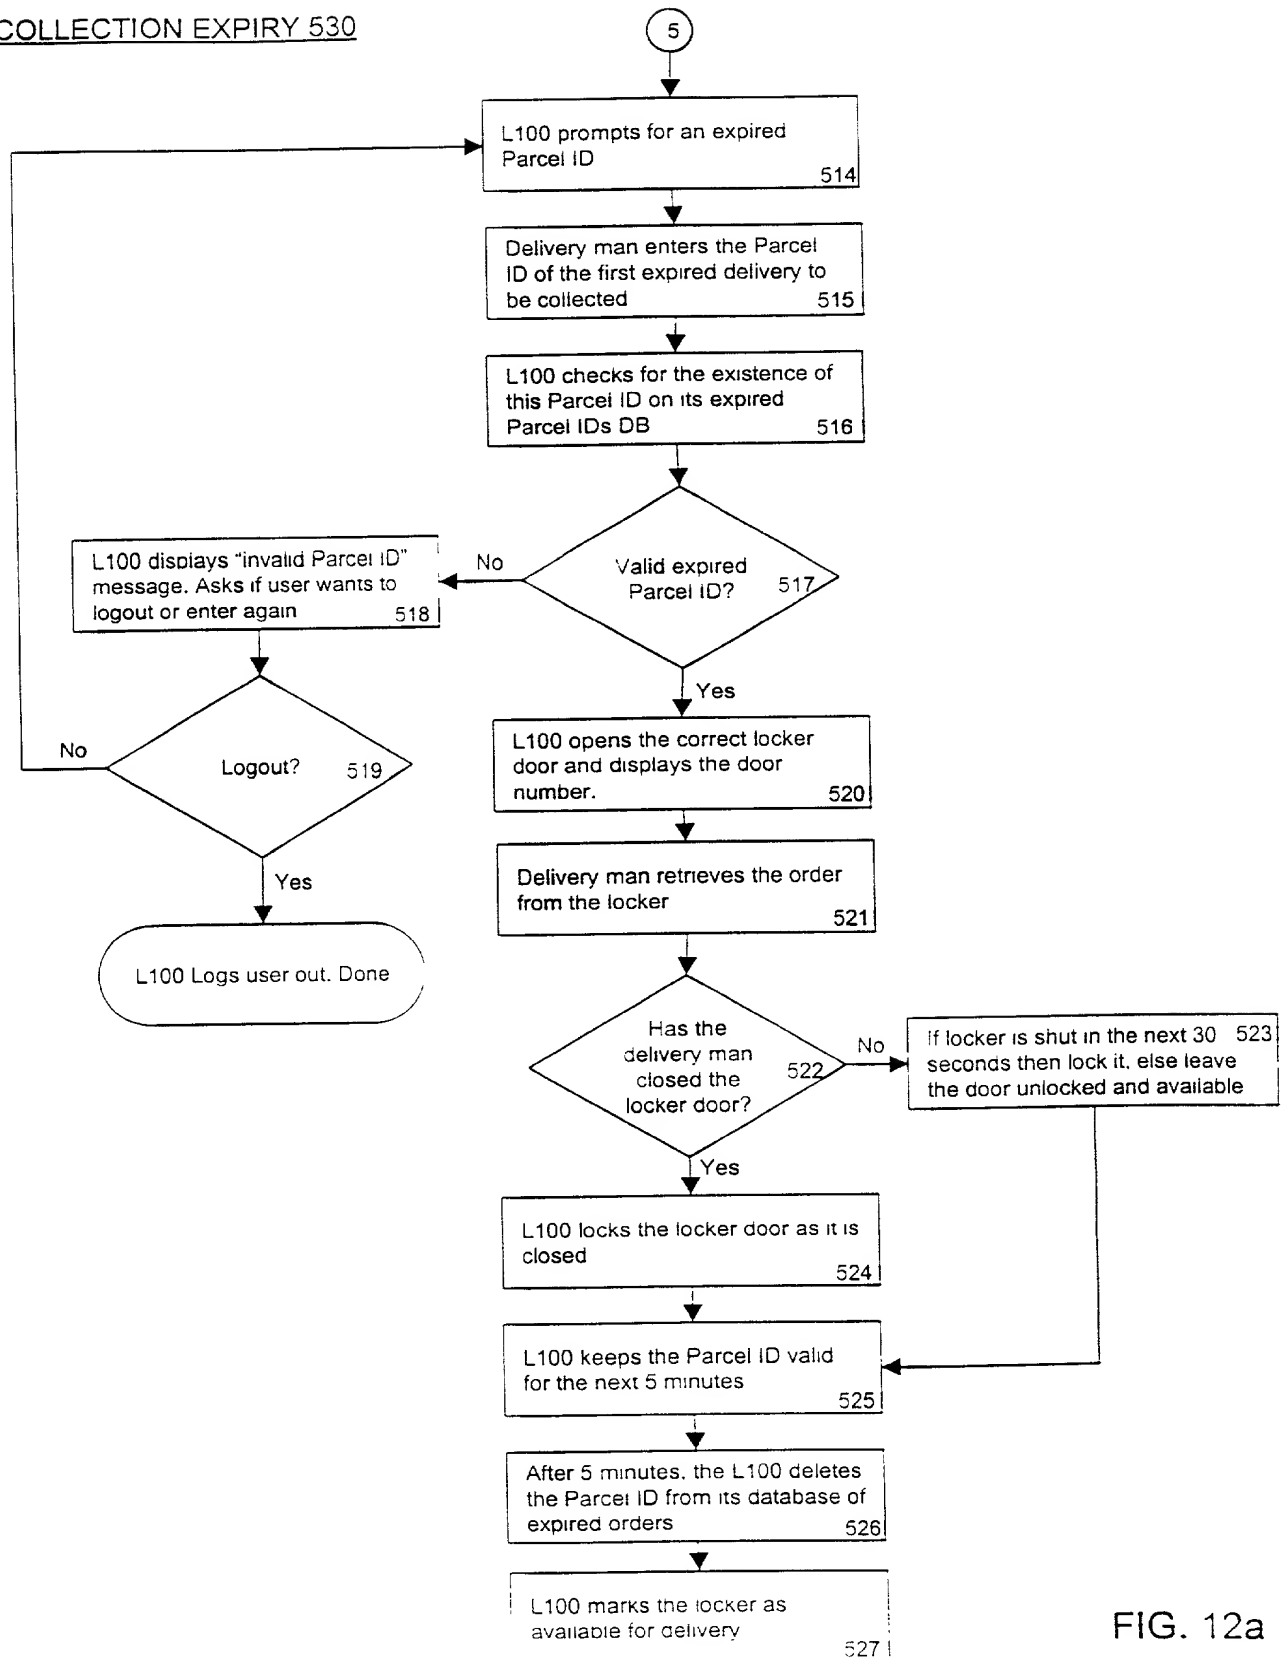 COLLECTION EXPIRY 530
5
L100 prompts for an expired
Parcel ID
514
Delivery man enters the Parcel
ID of the first expired delivery to
be collected 515
L100 checks for the existence of
this Parcel ID on its expired
Parcel IDs DB 516
Valid expired
Parcel ID? 517
No
L100 displays "invalid Parcel ID"
message. Asks if user wants to
logout or enter again 518
Yes
No
Logout? 519
L100 opens the correct locker
door and displays the door
number. 520
Yes
Delivery man retrieves the order
from the locker
521
L100 Logs user out. Done
Has the
delivery man
closed the
locker door?
522
No
If locker is shut in the next 30 523
seconds then lock it, else leave
the door unlocked and available
Yes
L100 locks the locker door as it is
closed
524
L100 keeps the Parcel ID valid
for the next 5 minutes
525
After 5 minutes, the L100 deletes
the Parcel ID from its database of
expired orders 526
L100 marks the locker as
available for delivery
527
FIG. 12a